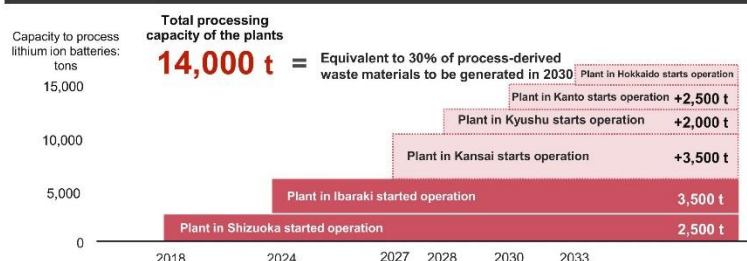 Capacity to process
lithium ion batteries:
tons
Total processing
capacity of the plants
14,000 t
=
Equivalent to 30% of process-derived
waste materials to be generated in 2030
15,000
10,000
5,000
0
Plant in Hokkaido starts operation
Plant in Kanto starts operation +2,500 t
Plant in Kyushu starts operation +2,000 t
Plant in Kansai starts operation +3,500 t
Plant in Ibaraki started operation 3,500 t
Plant in Shizuoka started operation 2,500 t
2018 2024 2027 2028 2030 2033